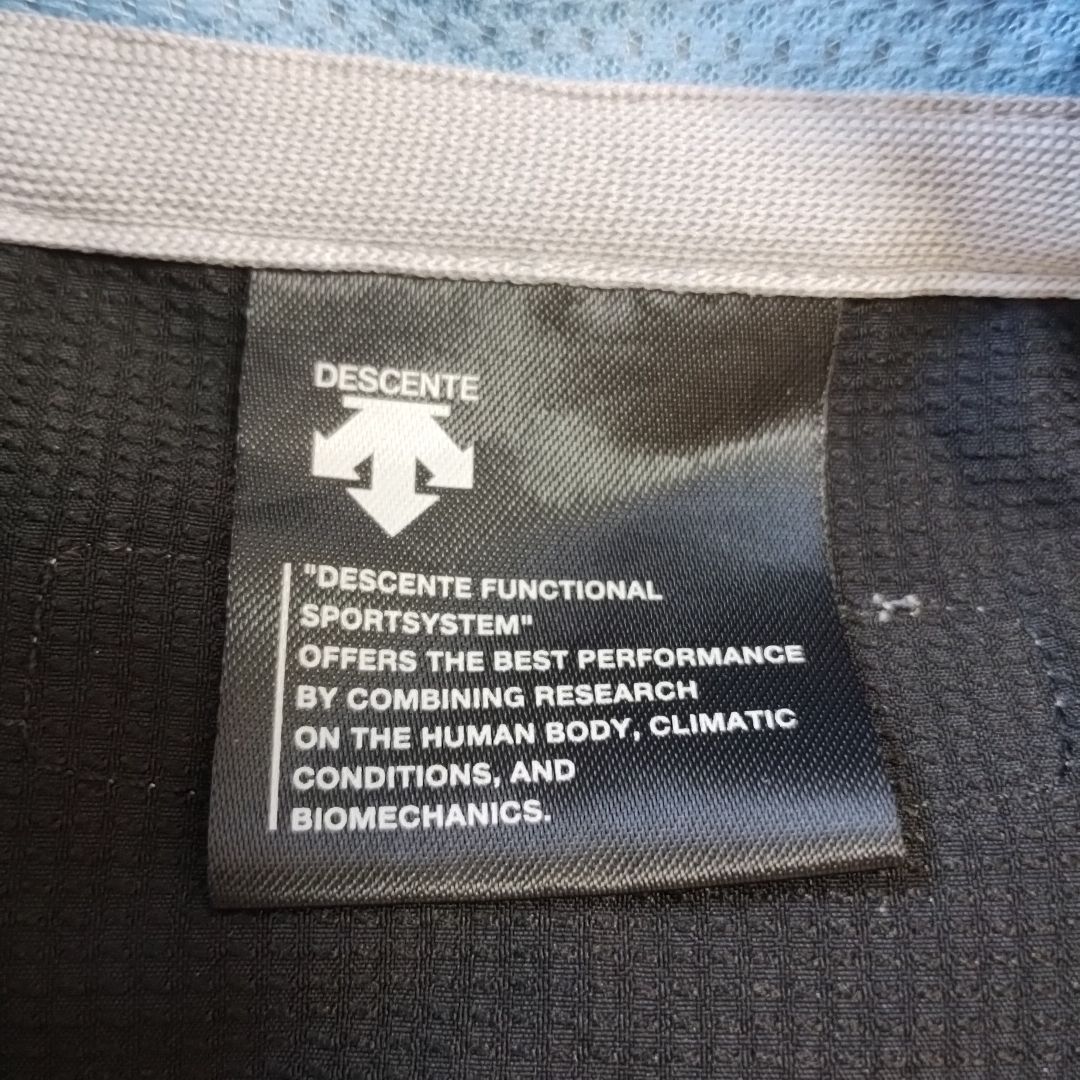 DESCENTE
"DESCENTE FUNCTIONAL
SPORTSYSTEM"
OFFERS THE BEST PERFORMANCE
BY COMBINING RESEARCH
ON THE HUMAN BODY, CLIMATIC
CONDITIONS, AND
BIOMECHANICS.